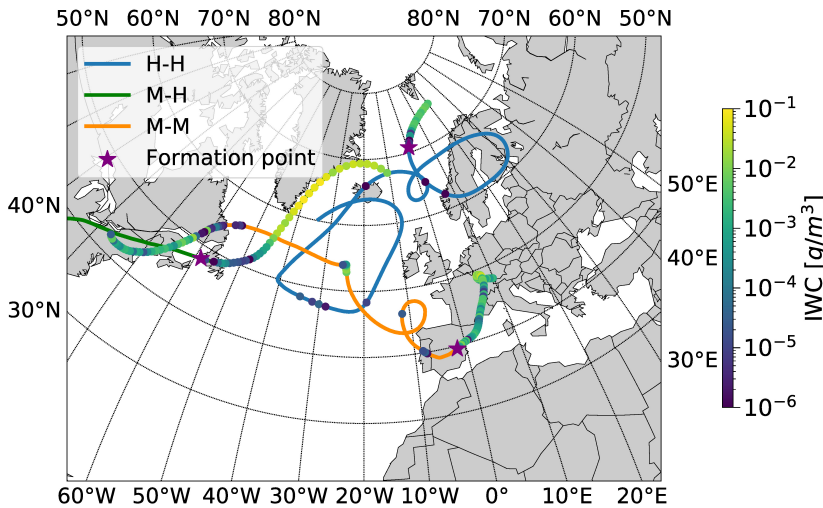 50°N 60°N 70°N 80°N 80°N 70°N 60°N 50°N
H-H
M-H
M-M
Formation point
40°N
30°N
50°E
40°E
30°E
60°W 50°W 40°W 30°W 20°W 10°W 0° 10°E 20°E
10⁻¹
10⁻²
10⁻³
10⁻⁴
10⁻⁵
10⁻⁶
IWC [g/m³]